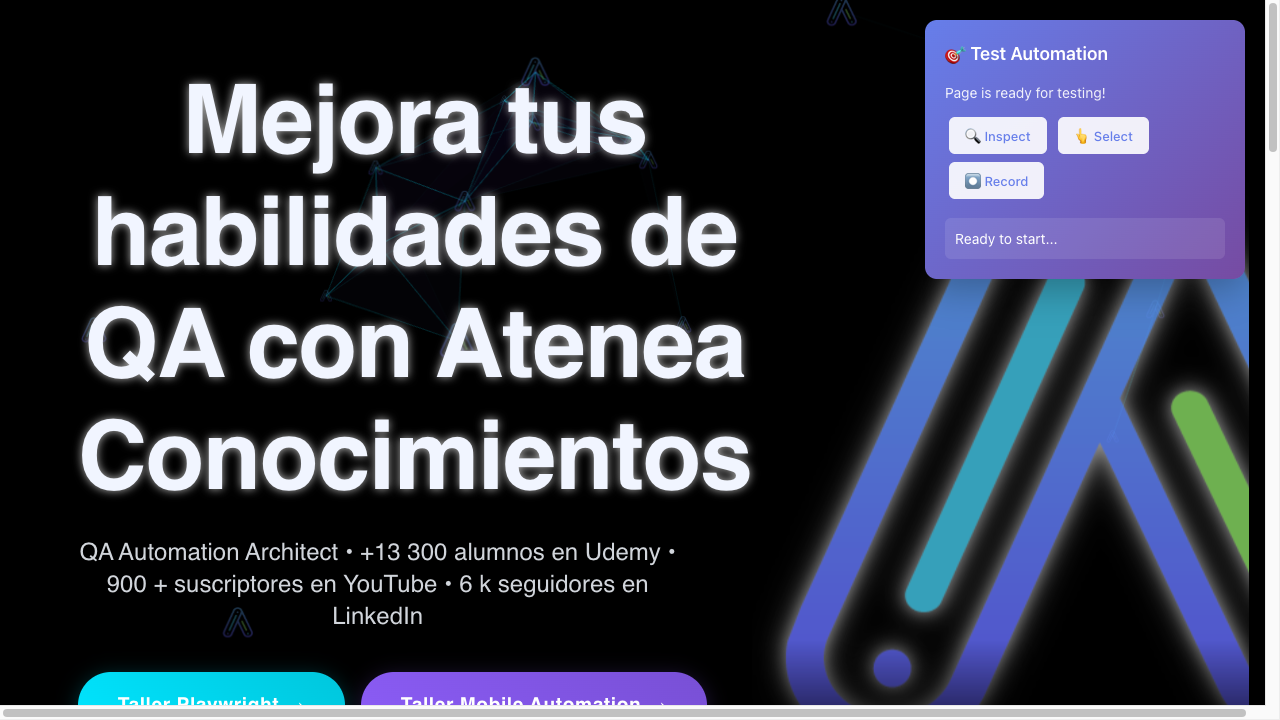 Mejora tus
habilidades de
QA con Atenea
Conocimientos
QA Automation Architect • +13 300 alumnos en Udemy •
900 + suscriptores en YouTube • 6 k seguidores en
LinkedIn
Taller Playwright →
Taller Mobile Automation →
🎯 Test Automation
Page is ready for testing!
🔍 Inspect
👆 Select
⏺️ Record
Ready to start...